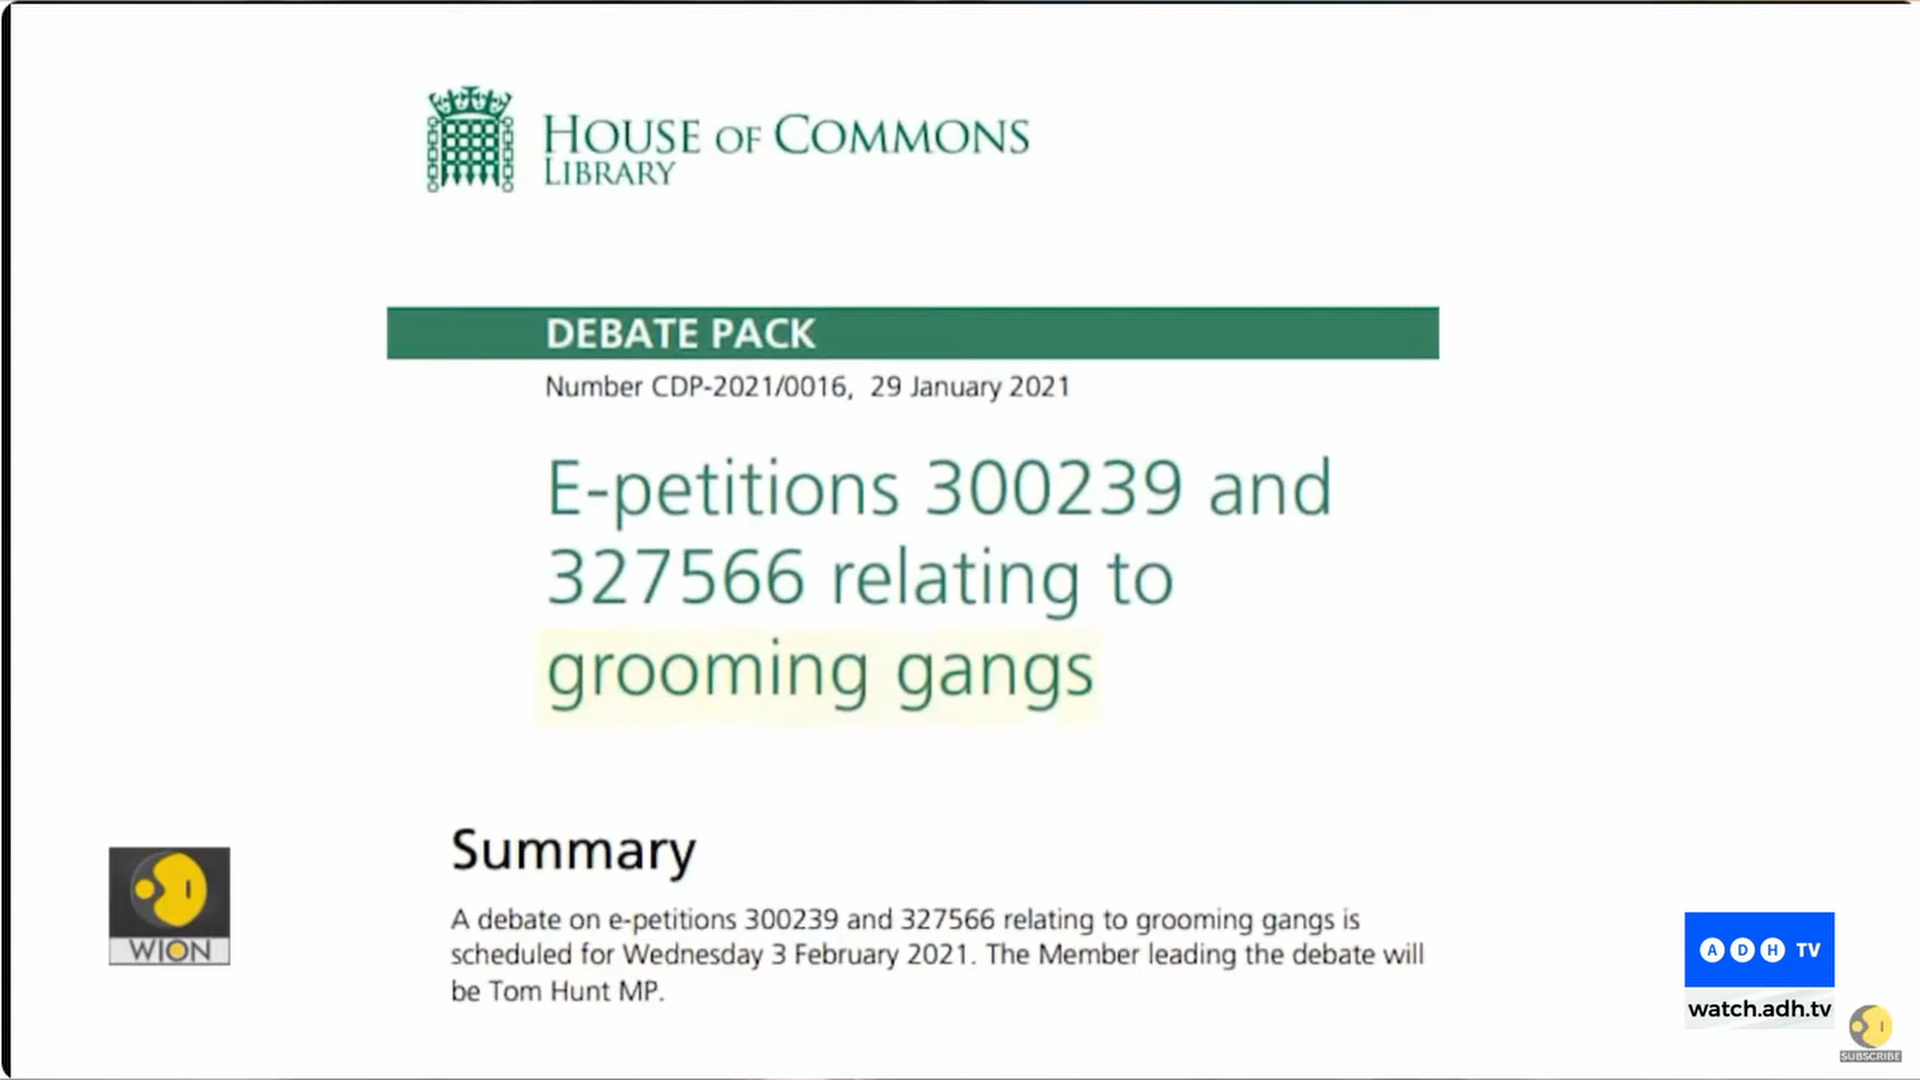 HOUSE OF COMMONS
LIBRARY
DEBATE PACK
Number CDP-2021/0016, 29 January 2021
E-petitions 300239 and
327566 relating to
grooming gangs
Summary
A debate on e-petitions 300239 and 327566 relating to grooming gangs is
scheduled for Wednesday 3 February 2021. The Member leading the debate will
be Tom Hunt MP.
WION
ADH TV
watch.adh.tv
SUBSCRIBE